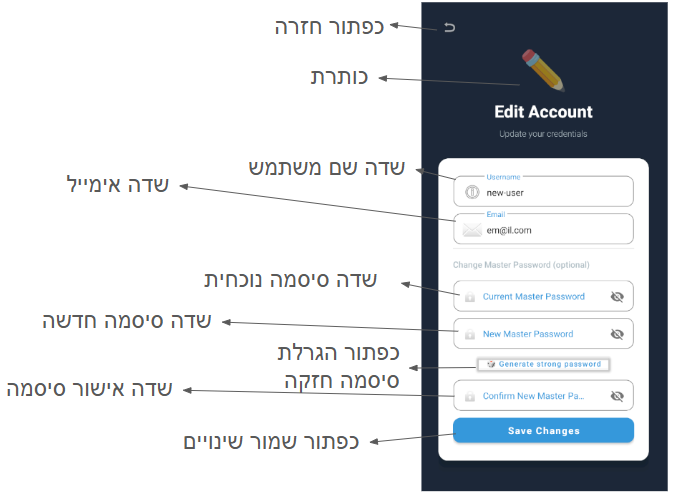 כפתור חזרה
כותרת
Edit Account
Update your credentials
שדה שם משתמש
Username
new-user
שדה אימייל
Email
em@il.com
Change Master Password (optional)
שדה סיסמה נוכחית
Current Master Password
שדה סיסמה חדשה
New Master Password
כפתור הגרלת
סיסמה חזקה
Generate strong password
שדה אישור סיסמה
Confirm New Master Pa...
Save Changes
כפתור שמור שינויים